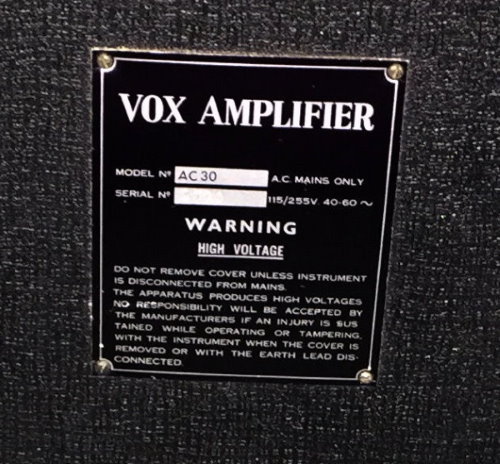 VOX AMPLIFIER
MODEL Nº AC30 A.C. MAINS ONLY
SERIAL Nº 115/255V. 40-60 ~
WARNING
HIGH VOLTAGE
DO NOT REMOVE COVER UNLESS INSTRUMENT
IS DISCONNECTED FROM MAINS.
THE APPARATUS PRODUCES HIGH VOLTAGES
NO RESPONSIBILITY WILL BE ACCEPTED BY
THE MANUFACTURERS IF AN INJURY IS SUS
TAINED WHILE OPERATING OR TAMPERING,
WITH THE INSTRUMENT WHEN THE COVER IS
REMOVED OR WITH THE EARTH LEAD DIS-
CONNECTED.